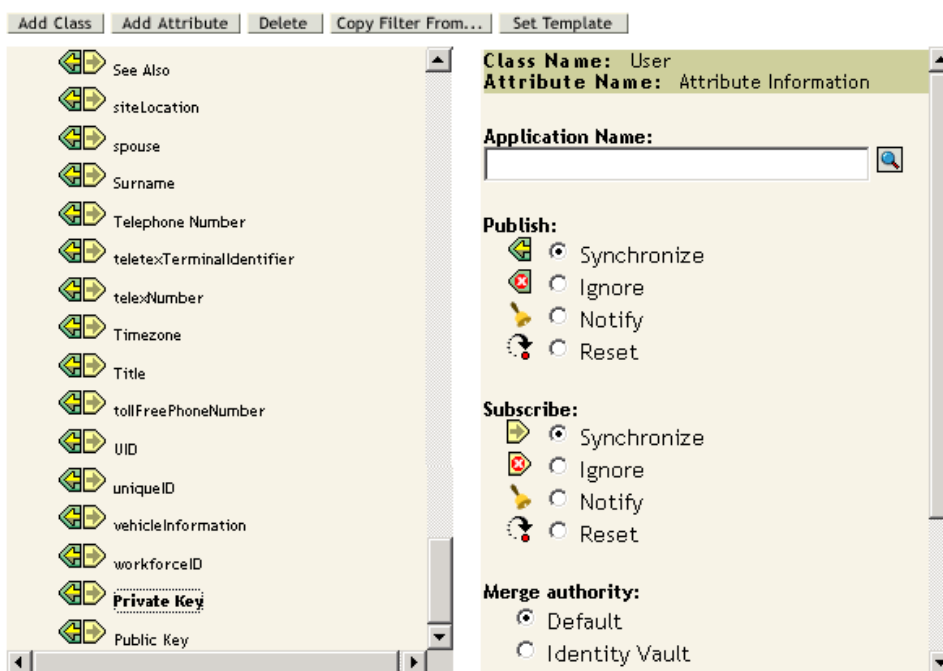 Add Class Add Attribute Delete Copy Filter From... Set Template
See Also
siteLocation
spouse
Surname
Telephone Number
teletexTerminalIdentifier
telexNumber
Timezone
Title
tollFreePhoneNumber
UID
uniqueID
vehicleInformation
workforceID
Private Key
Public Key
Class Name: User
Attribute Name: Attribute Information
Application Name:
Publish:
Synchronize
Ignore
Notify
Reset
Subscribe:
Synchronize
Ignore
Notify
Reset
Merge authority:
Default
Identity Vault